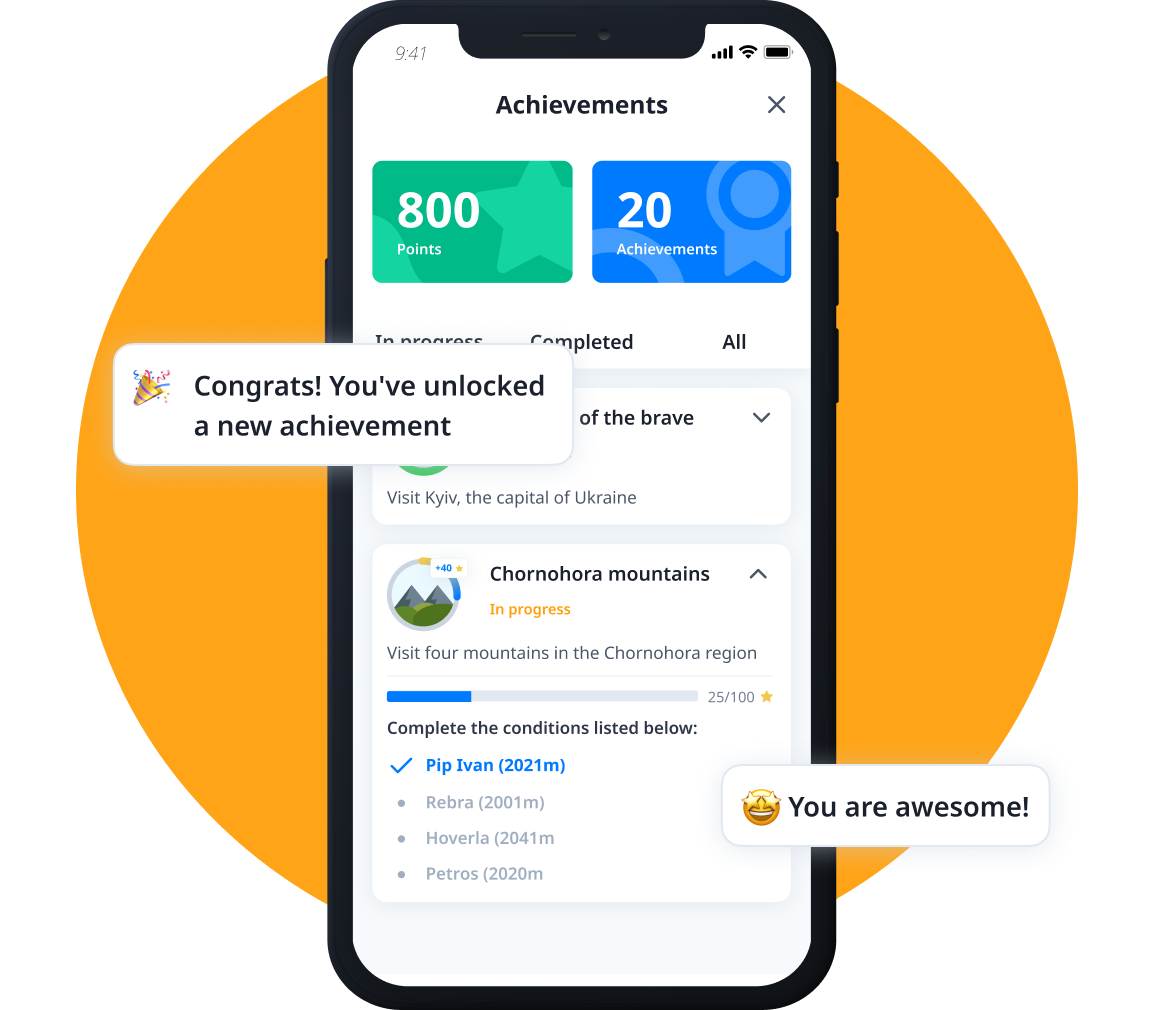 9:41
Achievements
800
Points
20
Achievements
In progress
Completed
All
Congrats! You've unlocked
a new achievement
of the brave
Visit Kyiv, the capital of Ukraine
+40
Chornohora mountains
In progress
Visit four mountains in the Chornohora region
25/100
Complete the conditions listed below:
Pip Ivan (2021m)
Rebra (2001m)
Hoverla (2041m
Petros (2020m
You are awesome!